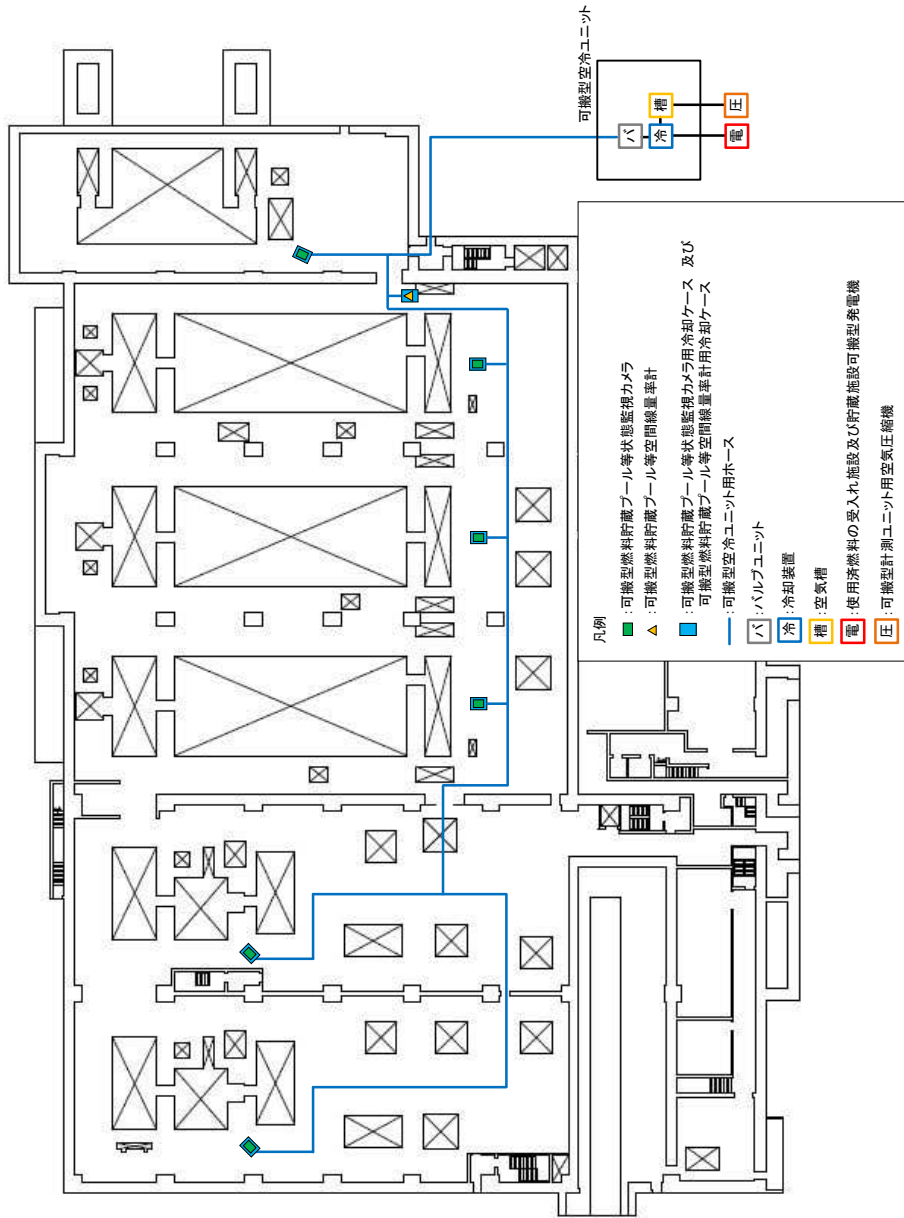 可搬型空冷ユニット
バ
冷
槽
電
圧
凡例
：可搬型燃料貯蔵プール等状態監視カメラ
：可搬型燃料貯蔵プール等空間線量率計
：可搬型燃料貯蔵プール等状態監視カメラ用冷却ケース 及び
可搬型燃料貯蔵プール等空間線量率計用冷却ケース
：可搬型空冷ユニット用ホース
バ：バルブユニット
冷：冷却装置
槽：空気槽
電：使用済燃料の受入れ施設及び貯蔵施設可搬型発電機
圧：可搬型計測ユニット用空気圧縮機